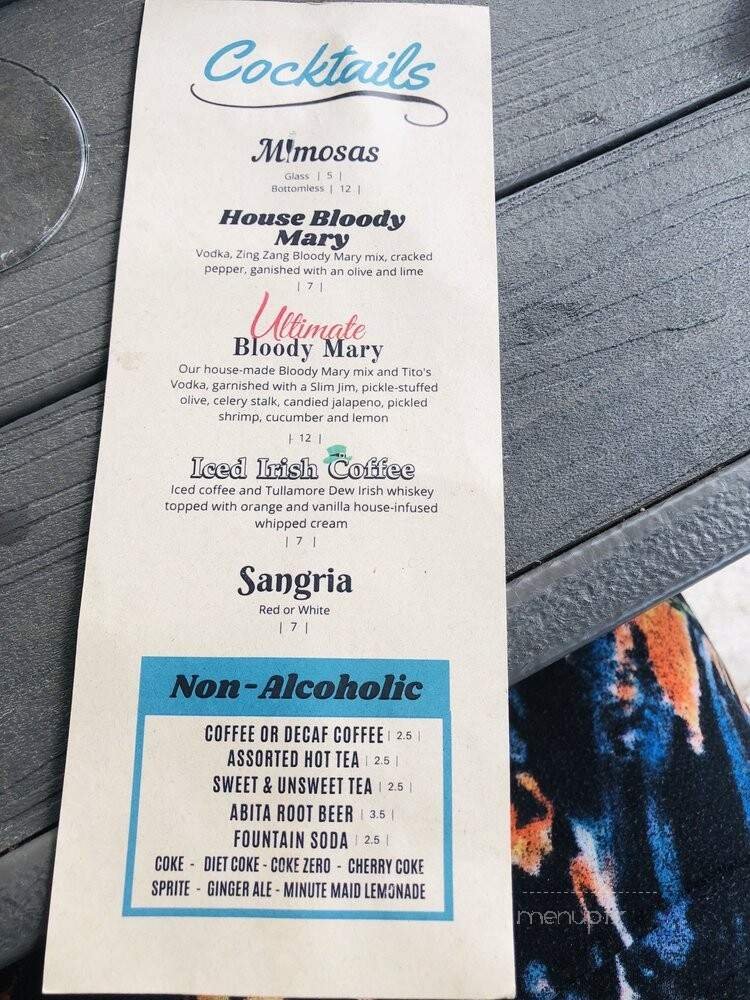 Cocktails
Mimosas
Glass | 5 |
Bottomless | 12 |
House Bloody
Mary
Vodka, Zing Zang Bloody Mary mix, cracked
pepper, ganished with an olive and lime
| 7 |
Ultimate
Bloody Mary
Our house-made Bloody Mary mix and Tito's
Vodka, garnished with a Slim Jim, pickle-stuffed
olive, celery stalk, candied jalapeno, pickled
shrimp, cucumber and lemon
| 12 |
Iced Irish Coffee
Iced coffee and Tullamore Dew Irish whiskey
topped with orange and vanilla house-infused
whipped cream
| 7 |
Sangria
Red or White
| 7 |
Non-Alcoholic
COFFEE OR DECAF COFFEE | 2.5 |
ASSORTED HOT TEA | 2.5 |
SWEET & UNSWEET TEA | 2.5 |
ABITA ROOT BEER | 3.5 |
FOUNTAIN SODA | 2.5 |
COKE - DIET COKE - COKE ZERO - CHERRY COKE
SPRITE - GINGER ALE - MINUTE MAID LEMONADE
menupix